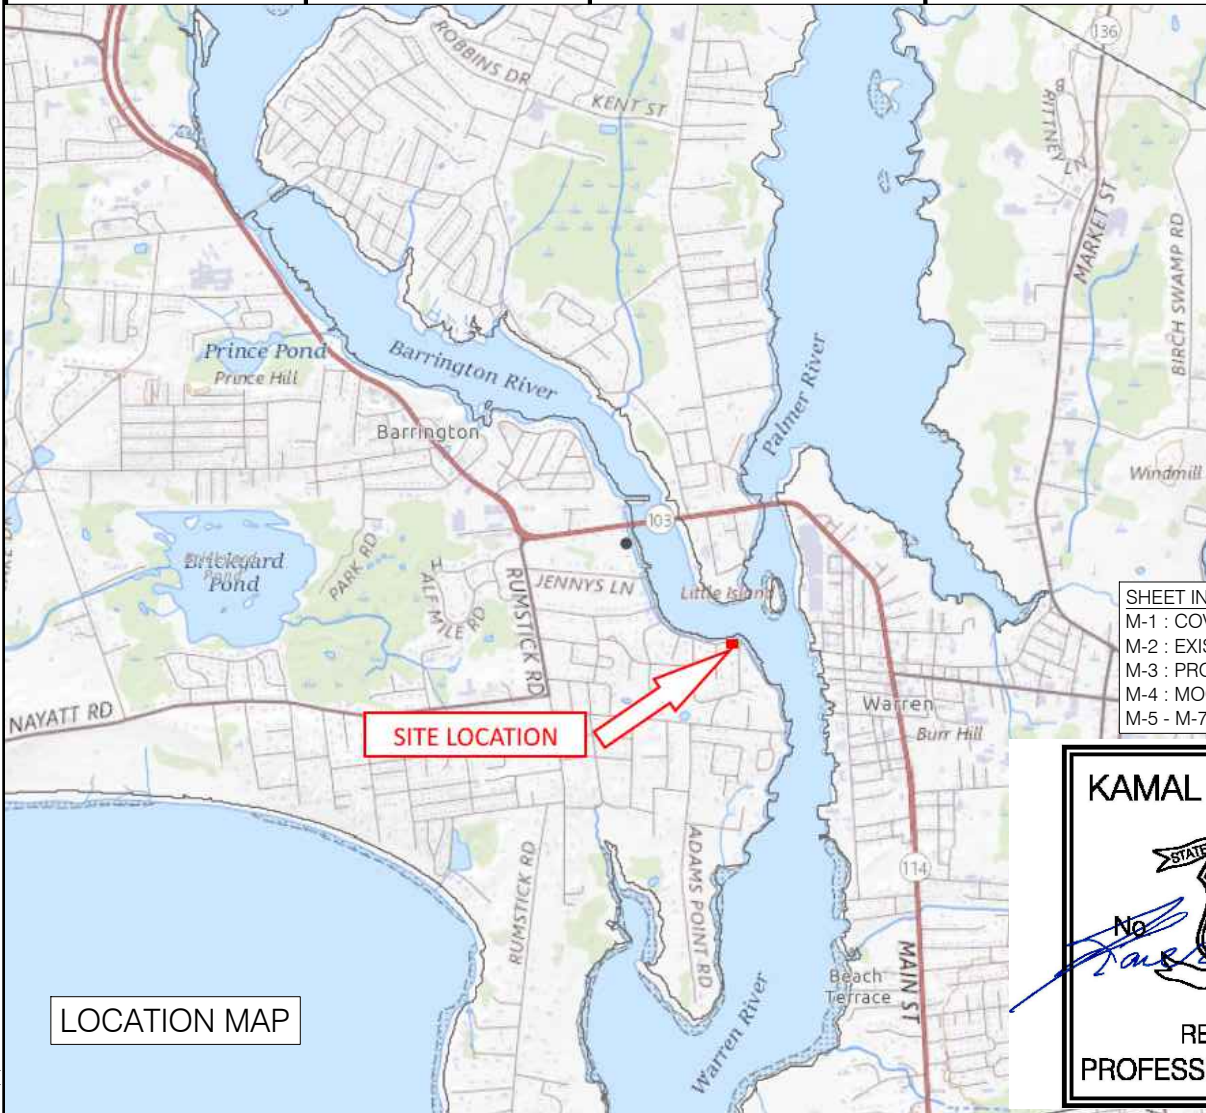 ROBBINS DR
KENT ST
136
BRITTNEY L
MARKET ST
BIRCH SWAMP RD
Prince Pond
Prince Hill
Barrington River
Palmer River
Barrington
Windmill
103
Brickyard
Pond
PARK RD
HALF MILE RD
RUMSTICK RD
JENNYS LN
Little Island
SHEET IN
M-1 : COV
M-2 : EXIS
M-3 : PRO
M-4 : MO
M-5 - M-7
NAYATT RD
SITE LOCATION
Warren
Burr Hill
KAMAL
STATE
No
RUMSTICK RD
ADAMS POINT RD
114
MAIN ST
Beach
Terrace
Warren River
LOCATION MAP
RE
PROFESS